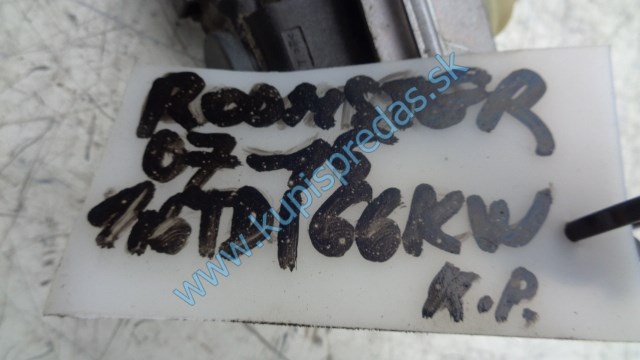 ROOMSTER
07-
1.6TDI 66KW
K.P.
www.kupispredas.sk